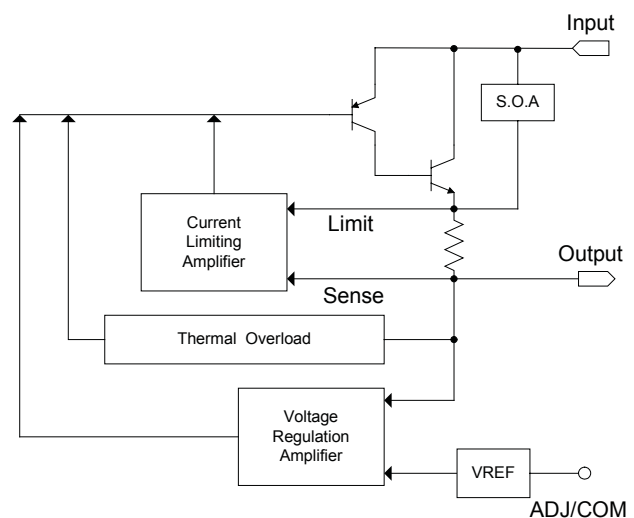 Input
S.O.A
Current
Limiting
Amplifier
Limit
Output
Sense
Thermal Overload
Voltage
Regulation
Amplifier
VREF
ADJ/COM